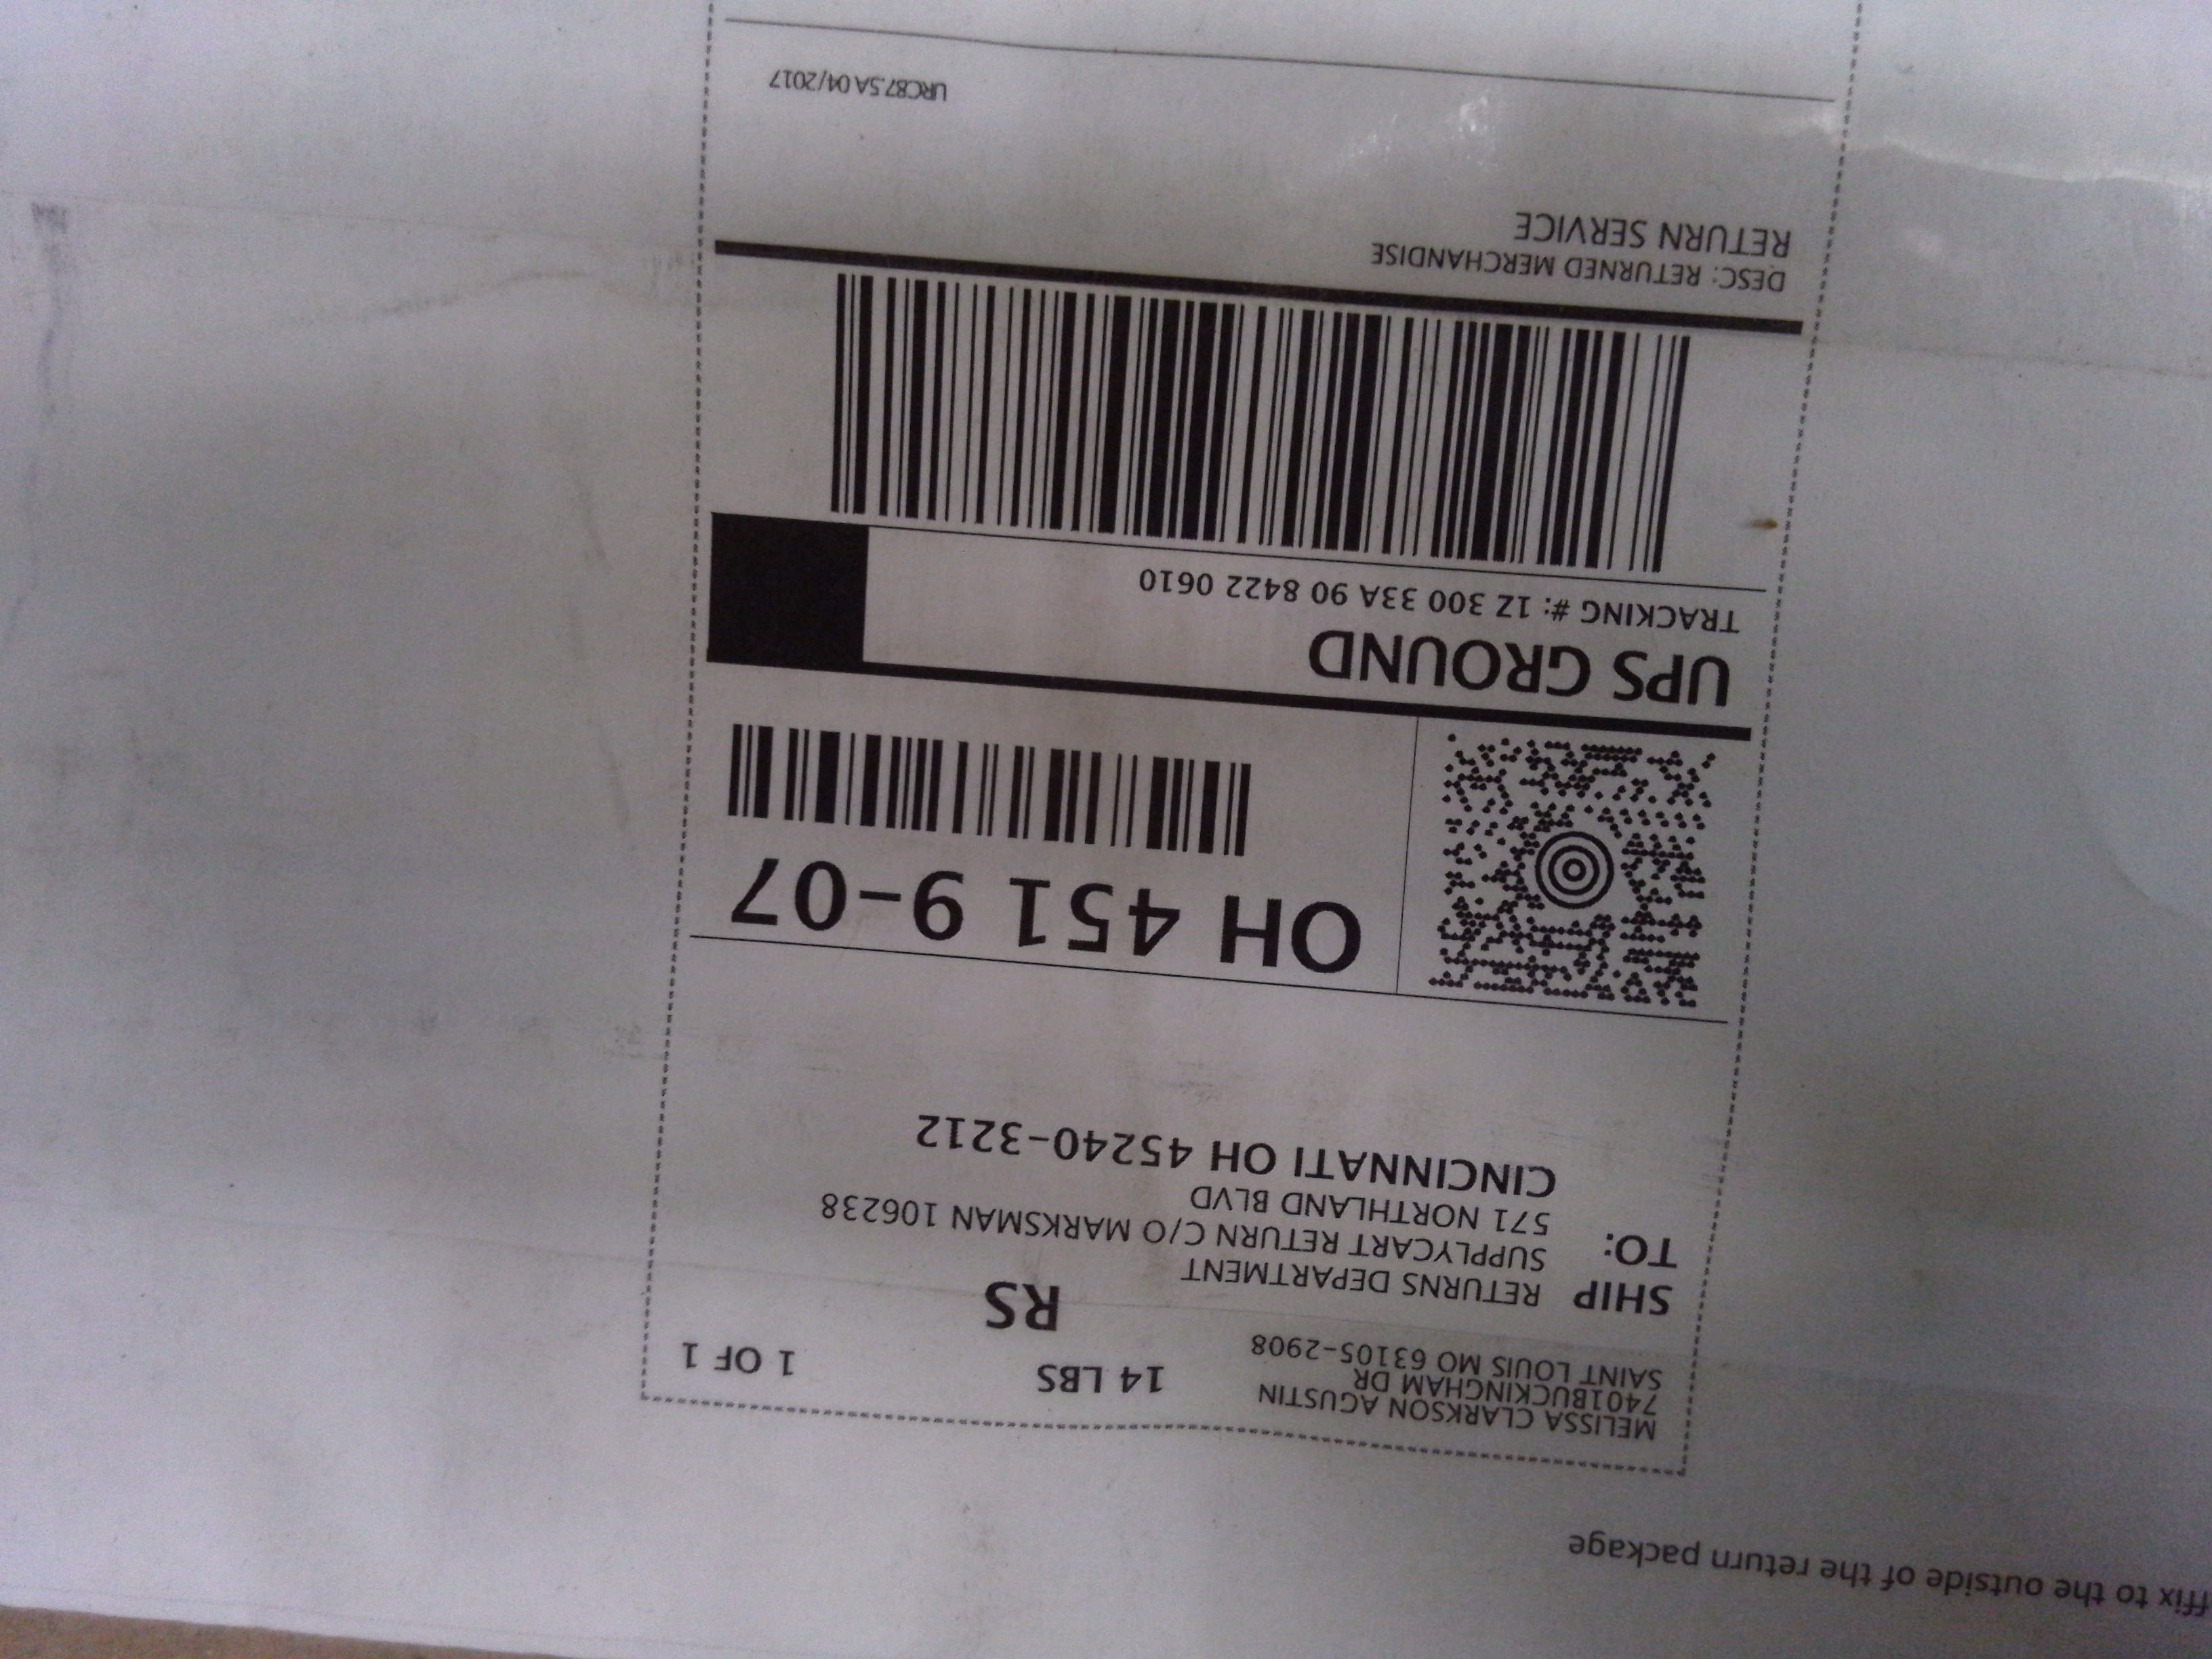 ffix to the outside of the return package
MELISSA CLARKSON AGUSTIN
7401BUCKINGHAM DR
SAINT LOUIS MO 63105-2908
14 LBS
1 OF 1
RS
SHIP
TO:
RETURNS DEPARTMENT
SUPPLYCART RETURN C/O MARKSMAN 106238
571 NORTHLAND BLVD
CINCINNATI OH 45240-3212
OH 451 9-07
UPS GROUND
TRACKING #: 1Z 300 33A 90 8422 0610
DESC: RETURNED MERCHANDISE
RETURN SERVICE
URC87.5A 04/2017